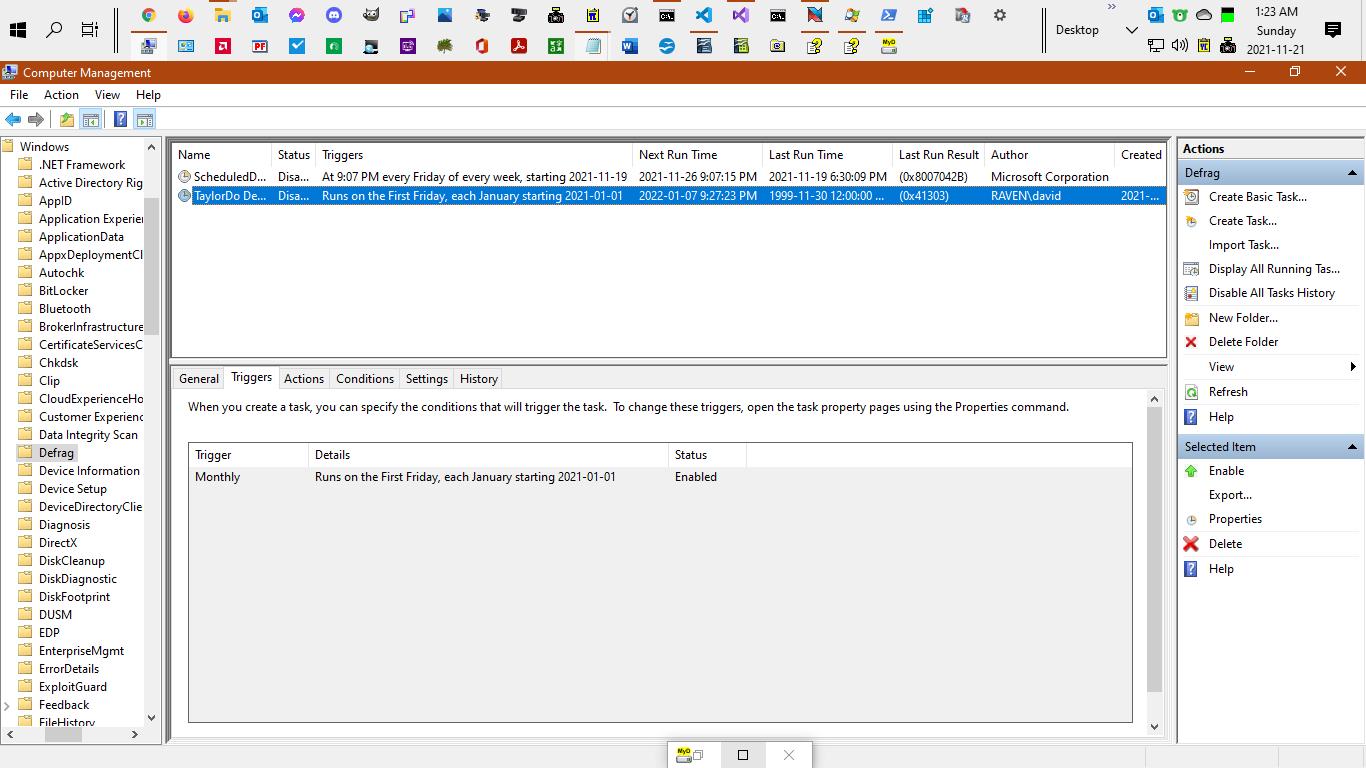 1:23 AM
Desktop
Sunday
2021-11-21
Computer Management
File Action View Help
Windows
.NET Framework
Active Directory Rig
AppID
Application Experier
ApplicationData
AppxDeploymentCl
Autochk
BitLocker
Bluetooth
BrokerInfrastructure
CertificateServicesC
Chkdsk
Clip
CloudExperienceHo
Customer Experienc
Data Integrity Scan
Defrag
Device Information
Device Setup
DeviceDirectoryClie
Diagnosis
DirectX
DiskCleanup
DiskDiagnostic
DiskFootprint
DUSM
EDP
EnterpriseMgmt
ErrorDetails
ExploitGuard
Feedback
FileHistory
Name Status Triggers Next Run Time Last Run Time Last Run Result Author Created
ScheduledD... Disa... At 9:07 PM every Friday of every week, starting 2021-11-19 2021-11-26 9:07:15 PM 2021-11-19 6:30:09 PM (0x8007042B) Microsoft Corporation
TaylorDo De... Disa... Runs on the First Friday, each January starting 2021-01-01 2022-01-07 9:27:23 PM 1999-11-30 12:00:00 ... (0x41303) RAVEN\david 2021-...
General Triggers Actions Conditions Settings History
When you create a task, you can specify the conditions that will trigger the task. To change these triggers, open the task property pages using the Properties command.
Trigger Details Status
Monthly Runs on the First Friday, each January starting 2021-01-01 Enabled
Actions
Defrag
Create Basic Task...
Create Task...
Import Task...
Display All Running Tas...
Disable All Tasks History
New Folder...
Delete Folder
View
Refresh
Help
Selected Item
Enable
Export...
Properties
Delete
Help
MyD